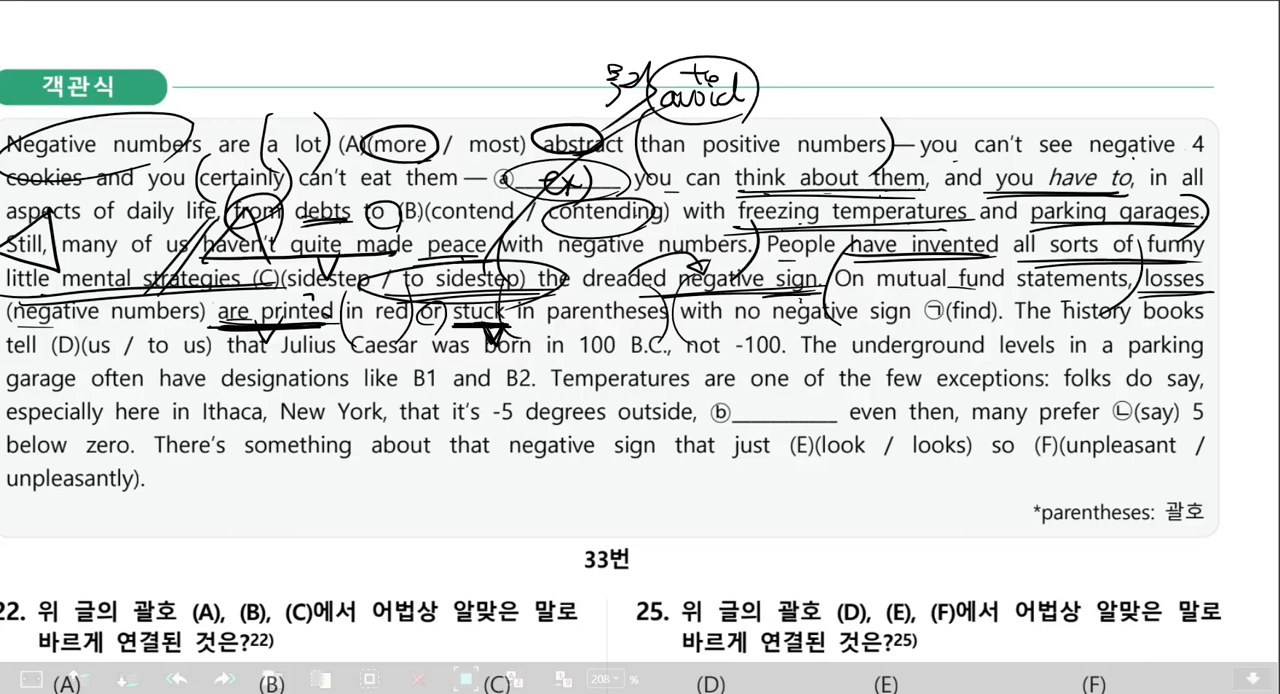 객관식
to
avoid
Negative numbers are a lot (A)(more / most) abstract than positive numbers — you can't see negative 4
cookies and you certainly can't eat them — ⓐ__________ you can think about them, and you have to, in all
ex)
aspects of daily life, from debts to (B)(contend / contending) with freezing temperatures and parking garages.
Still, many of us haven't quite made peace with negative numbers. People have invented all sorts of funny
little mental strategies (C)(sidestep / to sidestep) the dreaded negative sign. On mutual fund statements, losses
(negative numbers) are printed in red or stuck in parentheses with no negative sign ㉠(find). The history books
tell (D)(us / to us) that Julius Caesar was born in 100 B.C., not -100. The underground levels in a parking
garage often have designations like B1 and B2. Temperatures are one of the few exceptions: folks do say,
especially here in Ithaca, New York, that it's -5 degrees outside, ⓑ__________ even then, many prefer ㉡(say) 5
below zero. There's something about that negative sign that just (E)(look / looks) so (F)(unpleasant /
unpleasantly).
*parentheses: 괄호
33번
22. 위 글의 괄호 (A), (B), (C)에서 어법상 알맞은 말로
바르게 연결된 것은?22)
(A) (B) (C)
25. 위 글의 괄호 (D), (E), (F)에서 어법상 알맞은 말로
바르게 연결된 것은?25)
(D) (E) (F)
208 %